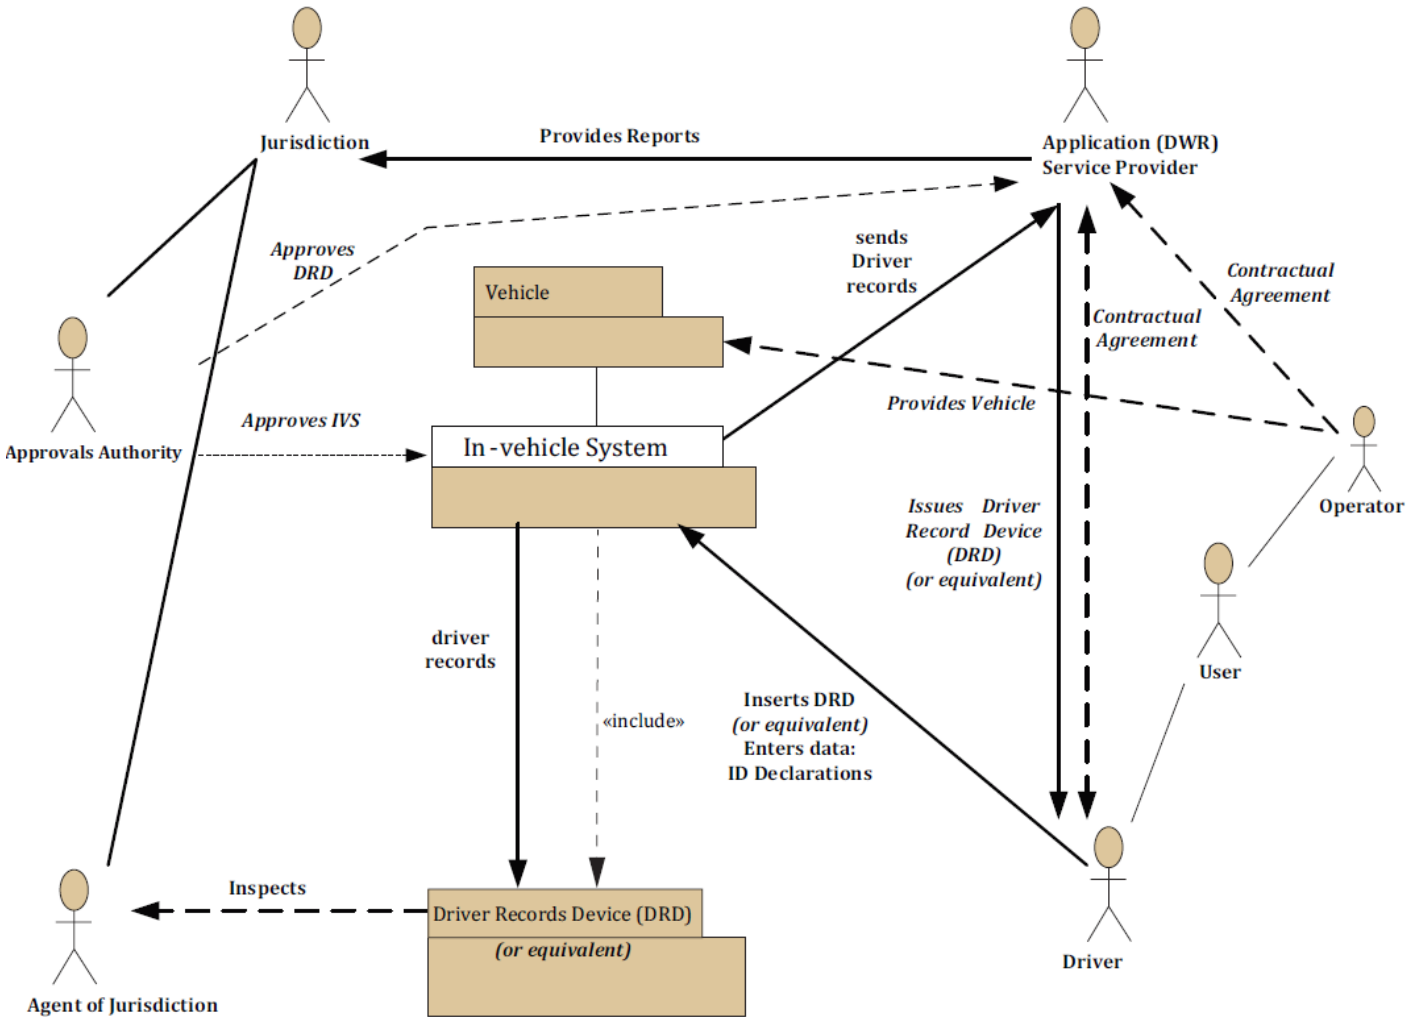 Jurisdiction
Provides Reports
Application (DWR)
Service Provider
Approves
DRD
sends
Driver
records
Contractual
Agreement
Vehicle
Contractual
Agreement
Provides Vehicle
Approves IVS
Approvals Authority
In-vehicle System
Operator
Issues Driver
Record Device
(DRD)
(or equivalent)
driver
records
User
«include»
Inserts DRD
(or equivalent)
Enters data:
ID Declarations
Inspects
Driver Records Device (DRD)
(or equivalent)
Driver
Agent of Jurisdiction